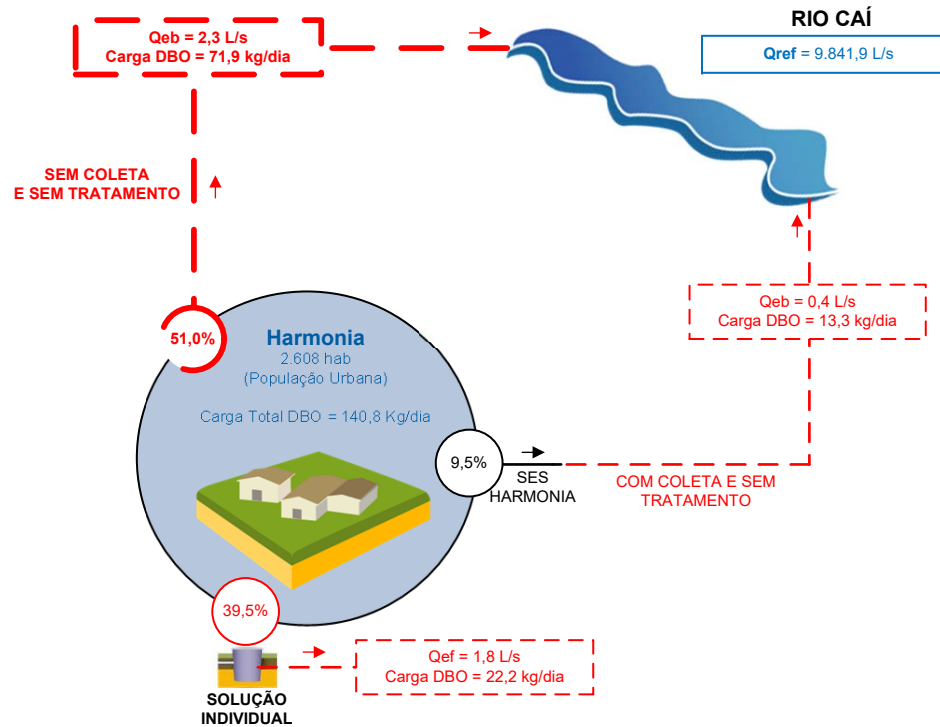 RIO CAÍ
Qref = 9.841,9 L/s
Qeb = 2,3 L/s
Carga DBO = 71,9 kg/dia
SEM COLETA
E SEM TRATAMENTO
51,0%
Harmonia
2.608 hab
(População Urbana)
Carga Total DBO = 140,8 Kg/dia
Qeb = 0,4 L/s
Carga DBO = 13,3 kg/dia
9,5%
SES
HARMONIA
COM COLETA E SEM
TRATAMENTO
39,5%
SOLUÇÃO
INDIVIDUAL
Qef = 1,8 L/s
Carga DBO = 22,2 kg/dia